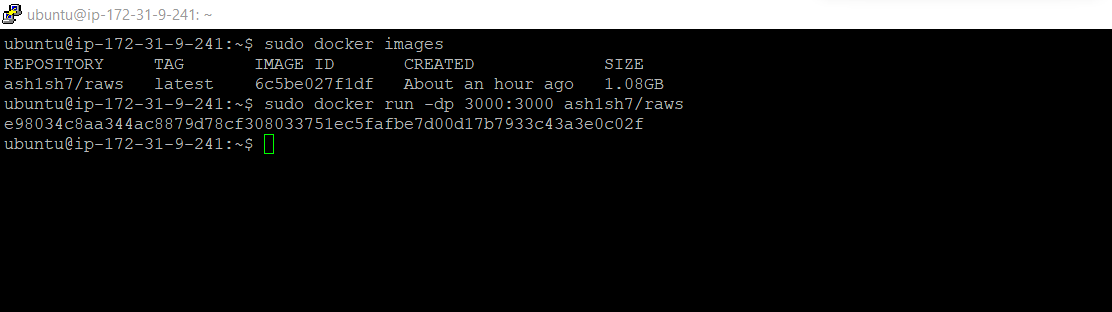 ubuntu@ip-172-31-9-241: ~
ubuntu@ip-172-31-9-241:~$ sudo docker images
REPOSITORY     TAG       IMAGE ID       CREATED             SIZE
ash1sh7/raws   latest    6c5be027f1df   About an hour ago   1.08GB
ubuntu@ip-172-31-9-241:~$ sudo docker run -dp 3000:3000 ash1sh7/raws
e98034c8aa344ac8879d78cf308033751ec5fafbe7d00d17b7933c43a3e0c02f
ubuntu@ip-172-31-9-241:~$